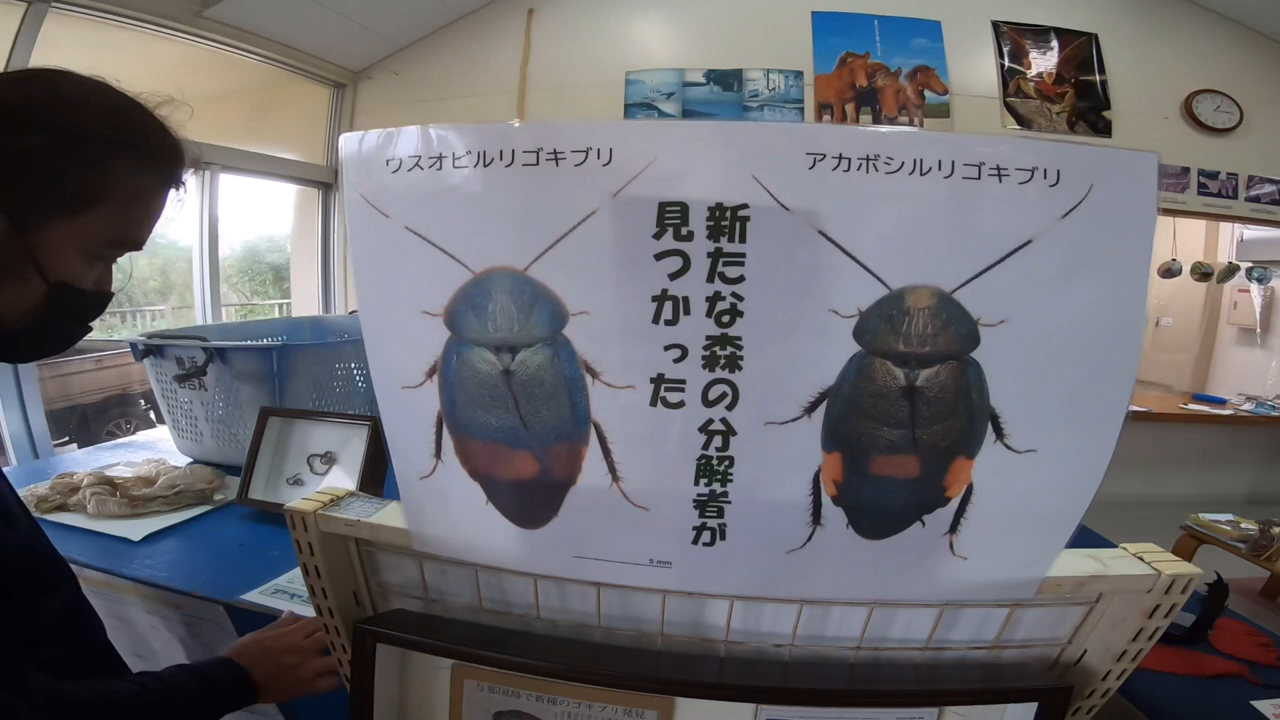 ウスオビルリゴキブリ
アカボシルリゴキブリ
新たな森の分解者が
見つかった
5 mm
与那国島で新種のゴキブリ発見